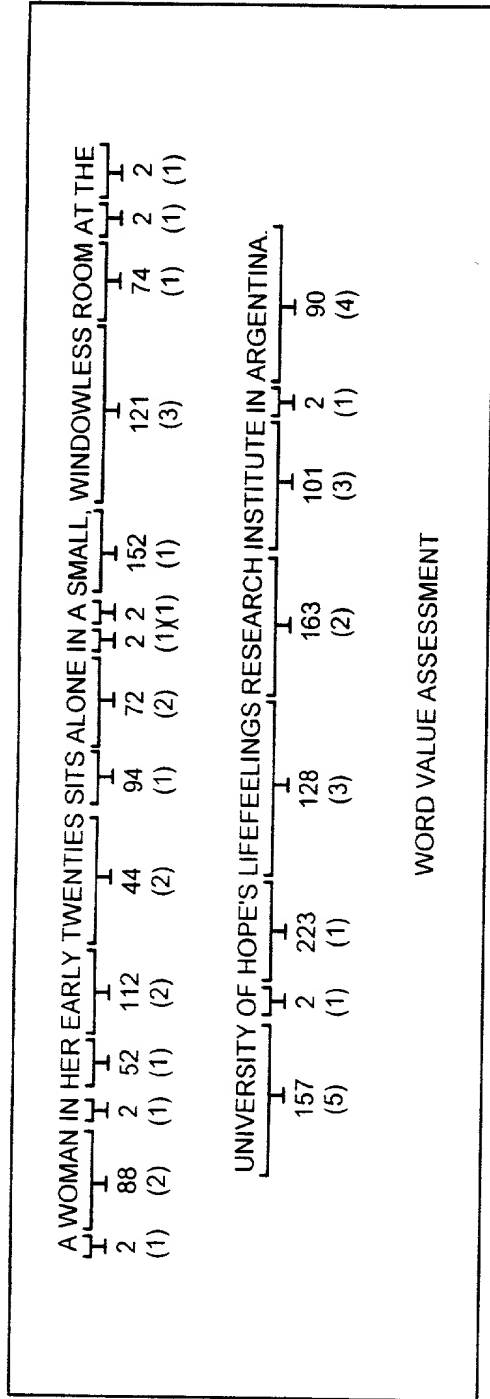 A WOMAN IN HER EARLY TWENTIES SITS ALONE IN A SMALL, WINDOWLESS ROOM AT THE
2 88 2 52 112 44 94 72 2 2 152 121 74 2 2
(1) (2) (1) (1) (2) (2) (1) (2) (1)(1) (1) (3) (1) (1) (1)
UNIVERSITY OF HOPE'S LIFEFEELINGS RESEARCH INSTITUTE IN ARGENTINA.
157 2 223 128 163 101 2 90
(5) (1) (1) (3) (2) (3) (1) (4)
WORD VALUE ASSESSMENT